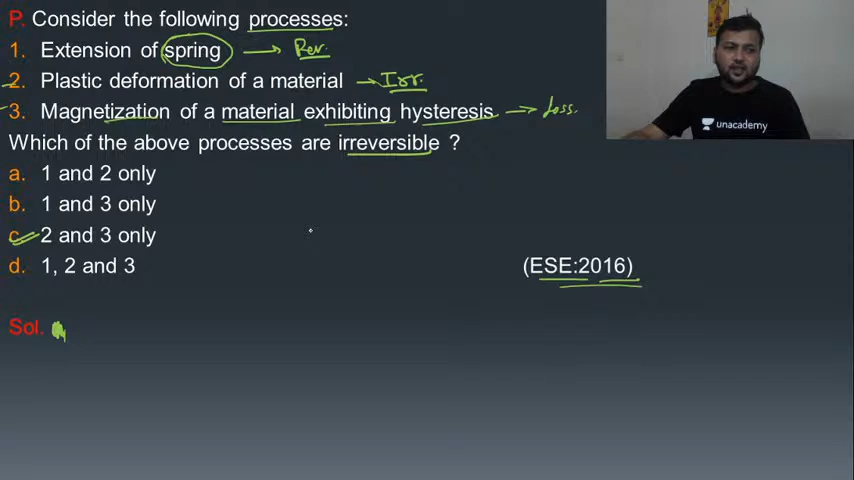 P. Consider the following processes:
1. Extension of spring → Rev.
2. Plastic deformation of a material → Irr.
3. Magnetization of a material exhibiting hysteresis → loss.
Which of the above processes are irreversible ?
a. 1 and 2 only
b. 1 and 3 only
c. 2 and 3 only
d. 1, 2 and 3
(ESE:2016)
Sol.
unacademy